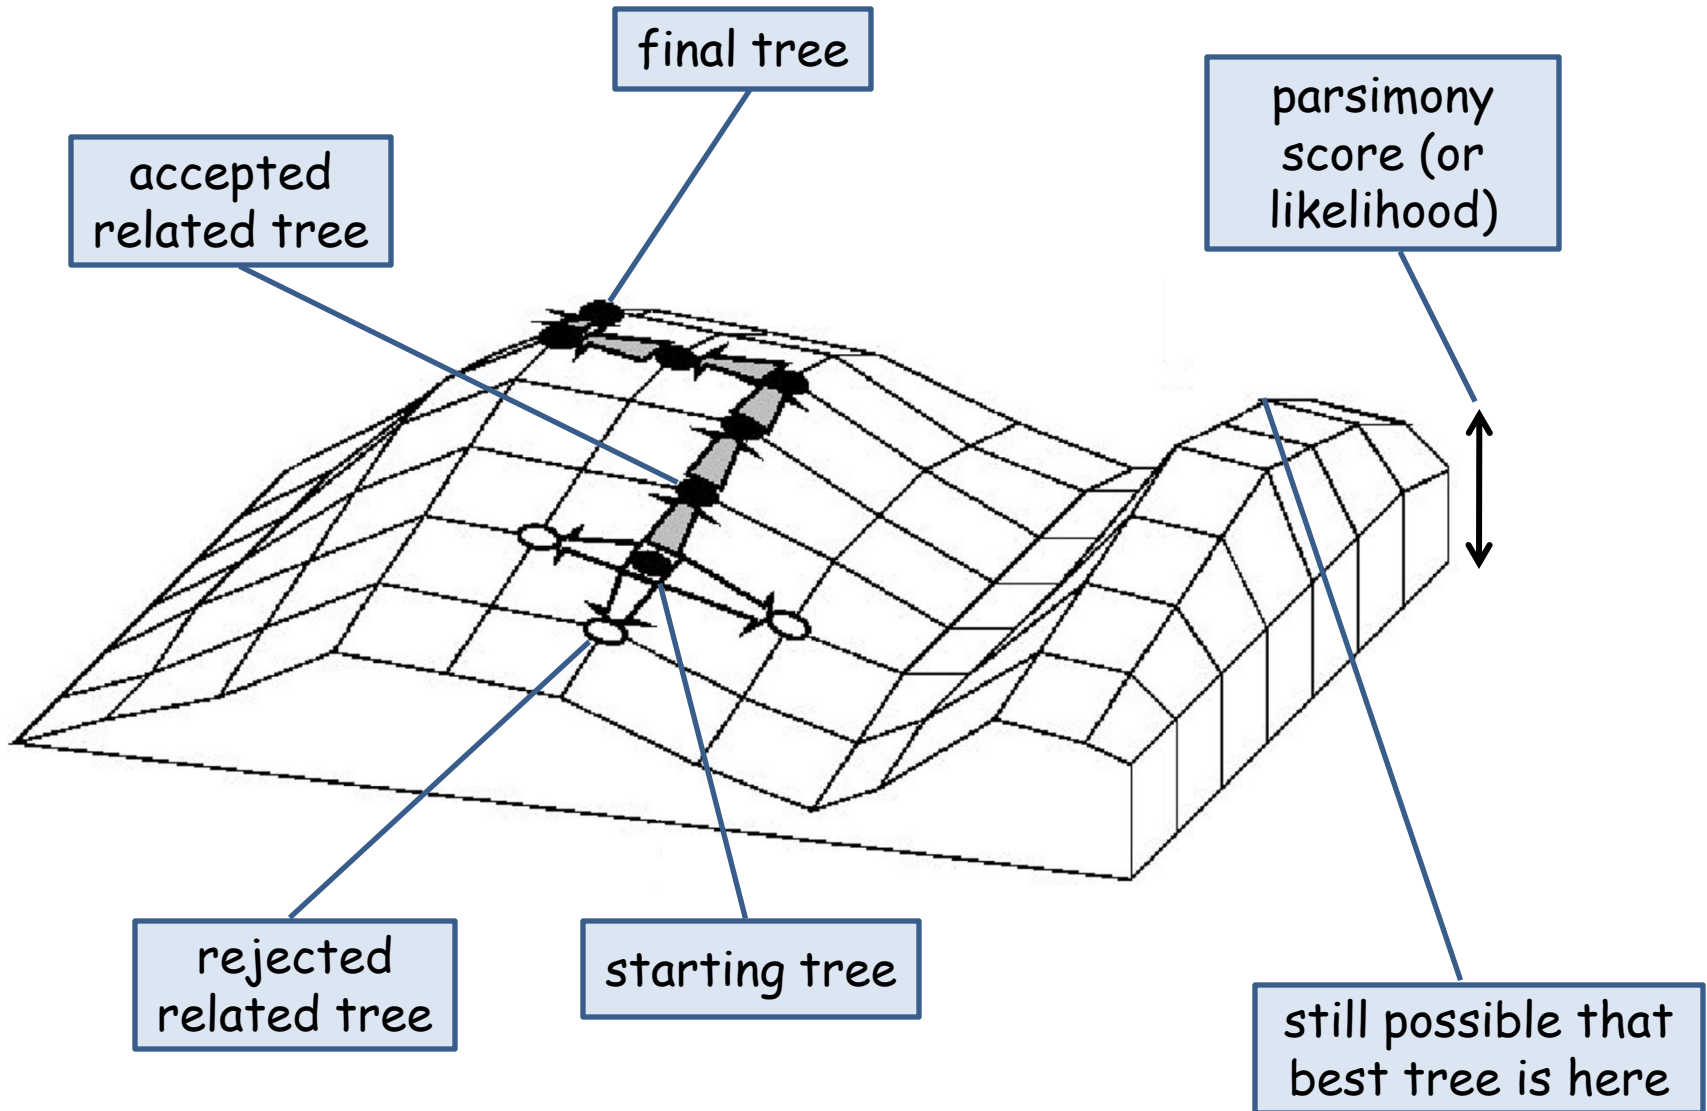 final tree
parsimony
score (or
likelihood)
accepted
related tree
rejected
related tree
starting tree
still possible that
best tree is here